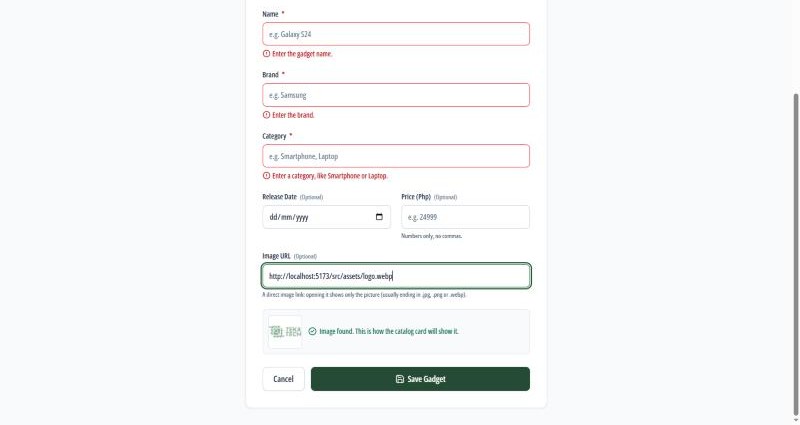 Name *
e.g. Galaxy S24
Enter the gadget name.
Brand *
e.g. Samsung
Enter the brand.
Category *
e.g. Smartphone, Laptop
Enter a category, like Smartphone or Laptop.
Release Date (Optional)
Price (Php) (Optional)
dd/mm/yyyy
e.g. 24999
Numbers only, no commas.
Image URL (Optional)
http://localhost:5173/src/assets/logo.webp
A direct image link: opening it shows only the picture (usually ending in .jpg, .png or .webp).
Image found. This is how the catalog card will show it.
Cancel
Save Gadget